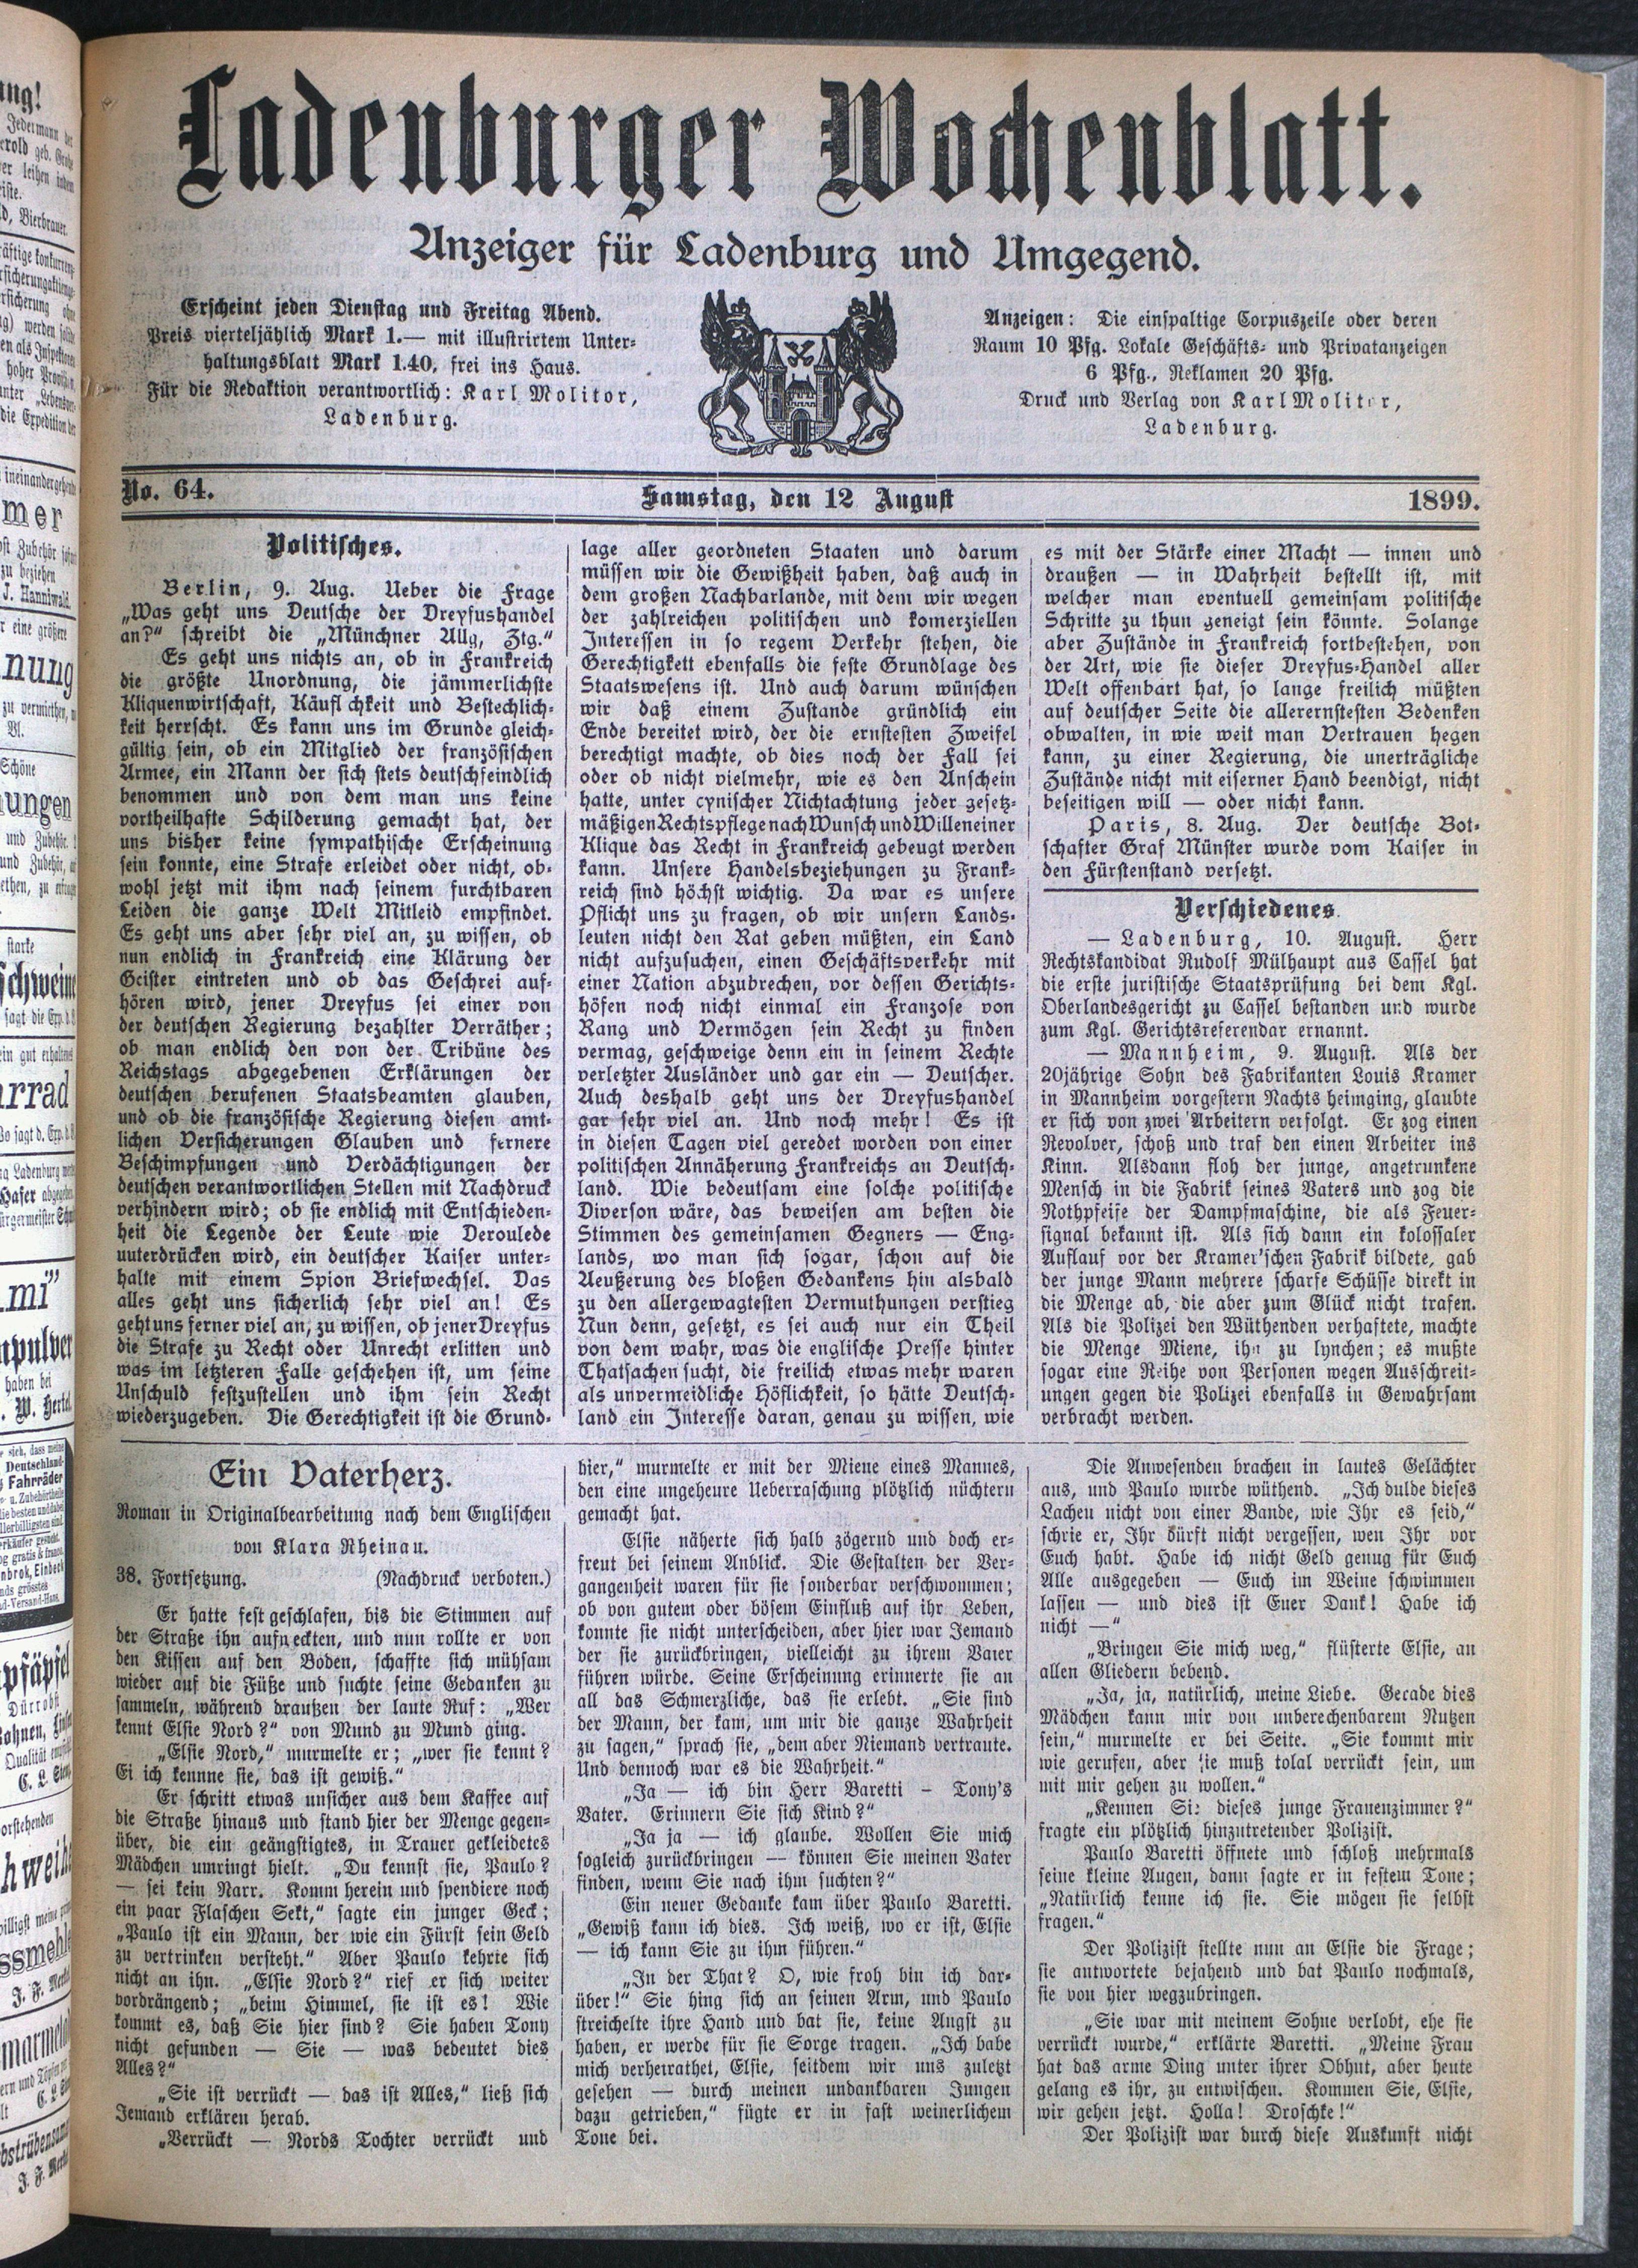 Ladenburger Wochenblatt.
Anzeiger für Ladenburg und Umgegend.
Erscheint jeden Dienstag und Freitag Abend.
Preis vierteljählich Mark 1.— mit illustrirtem Unter-
haltungsblatt Mark 1.40, frei ins Haus.
Für die Redaktion verantwortlich: Karl Molitor,
Ladenburg.
Anzeigen: Die einspaltige Corpuszeile oder deren
Raum 10 Pfg. Lokale Geschäfts- und Privatanzeigen
6 Pfg., Reklamen 20 Pfg.
Druck und Verlag von Karl Molitor,
Ladenburg.
No. 64.
Samstag, den 12 August
1899.
Politisches.
Berlin, 9. Aug. Ueber die Frage
„Was geht uns Deutsche der Dreyfushandel
an?“ schreibt die „Münchner Allg, Ztg.“
Es geht uns nichts an, ob in Frankreich
die größte Unordnung, die jämmerlichste
Kliquenwirtschaft, Käufl chkeit und Bestechlich-
keit herrscht. Es kann uns im Grunde gleich-
gültig sein, ob ein Mitglied der französischen
Armee, ein Mann der sich stets deutschfeindlich
benommen und von dem man uns keine
vortheilhafte Schilderung gemacht hat, der
uns bisher keine sympathische Erscheinung
sein konnte, eine Strafe erleidet oder nicht, ob-
wohl jetzt mit ihm nach seinem furchtbaren
Leiden die ganze Welt Mitleid empfindet.
Es geht uns aber sehr viel an, zu wissen, ob
nun endlich in Frankreich eine Klärung der
Geister eintreten und ob das Geschrei auf-
hören wird, jener Dreyfus sei einer von
der deutschen Regierung bezahlter Verräther;
ob man endlich den von der Tribüne des
Reichstags abgegebenen Erklärungen der
deutschen berufenen Staatsbeamten glauben,
und ob die französische Regierung diesen amt-
lichen Versicherungen Glauben und fernere
Beschimpfungen und Verdächtigungen der
deutschen verantwortlichen Stellen mit Nachdruck
verhindern wird; ob sie endlich mit Entschieden-
heit die Legende der Leute wie Deroulede
uuterdrücken wird, ein deutscher Kaiser unter-
halte mit einem Spion Briefwechsel. Das
alles geht uns sicherlich sehr viel an! Es
geht uns ferner viel an, zu wissen, ob jener Dreyfus
die Strafe zu Recht oder Unrecht erlitten und
was im letzteren Falle geschehen ist, um seine
Unschuld festzustellen und ihm sein Recht
wiederzugeben. Die Gerechtigkeit ist die Grund-
lage aller geordneten Staaten und darum
müssen wir die Gewißheit haben, daß auch in
dem großen Nachbarlande, mit dem wir wegen
der zahlreichen politischen und komerziellen
Interessen in so regem Verkehr stehen, die
Gerechtigkett ebenfalls die feste Grundlage des
Staatswesens ist. Und auch darum wünschen
wir daß einem Zustande gründlich ein
Ende bereitet wird, der die ernstesten Zweifel
berechtigt machte, ob dies noch der Fall sei
oder ob nicht vielmehr, wie es den Anschein
hatte, unter cynischer Nichtachtung jeder gesetz-
mäßigen Rechtspflege nach Wunsch und Willen einer
Klique das Recht in Frankreich gebeugt werden
kann. Unsere Handelsbeziehungen zu Frank-
reich sind höchst wichtig. Da war es unsere
Pflicht uns zu fragen, ob wir unsern Lands-
leuten nicht den Rat geben müßten, ein Land
nicht aufzusuchen, einen Geschäftsverkehr mit
einer Nation abzubrechen, vor dessen Gerichts-
höfen noch nicht einmal ein Franzose von
Rang und Vermögen sein Recht zu finden
vermag, geschweige denn ein in seinem Rechte
verletzter Ausländer und gar ein — Deutscher.
Auch deshalb geht uns der Dreyfushandel
gar sehr viel an. Und noch mehr! Es ist
in diesen Tagen viel geredet worden von einer
politischen Annäherung Frankreichs an Deutsch-
land. Wie bedeutsam eine solche politische
Diverson wäre, das beweisen am besten die
Stimmen des gemeinsamen Gegners — Eng-
lands, wo man sich sogar, schon auf die
Aeußerung des bloßen Gedankens hin alsbald
zu den allergewagtesten Vermuthungen verstieg
Nun denn, gesetzt, es sei auch nur ein Theil
von dem wahr, was die englische Presse hinter
Thatsachen sucht, die freilich etwas mehr waren
als unvermeidliche Höflichkeit, so hätte Deutsch-
land ein Interesse daran, genau zu wissen, wie
es mit der Stärke einer Macht — innen und
draußen — in Wahrheit bestellt ist, mit
welcher man eventuell gemeinsam politische
Schritte zu thun geneigt sein könnte. Solange
aber Zustände in Frankreich fortbestehen, von
der Art, wie sie dieser Dreyfus-Handel aller
Welt offenbart hat, so lange freilich müßten
auf deutscher Seite die allerernstesten Bedenken
obwalten, in wie weit man Vertrauen hegen
kann, zu einer Regierung, die unerträgliche
Zustände nicht mit eiserner Hand beendigt, nicht
beseitigen will — oder nicht kann.
Paris, 8. Aug. Der deutsche Bot-
schafter Graf Münster wurde vom Kaiser in
den Fürstenstand versetzt.
Verschiedenes.
— Ladenburg, 10. August. Herr
Rechtskandidat Rudolf Mülhaupt aus Cassel hat
die erste juristische Staatsprüfung bei dem Kgl.
Oberlandesgericht zu Cassel bestanden und wurde
zum Kgl. Gerichtsreferendar ernannt.
— Mannheim, 9. August. Als der
20jährige Sohn des Fabrikanten Louis Kramer
in Mannheim vorgestern Nachts heimging, glaubte
er sich von zwei Arbeitern verfolgt. Er zog einen
Revolver, schoß und traf den einen Arbeiter ins
Kinn. Alsdann floh der junge, angetrunkene
Mensch in die Fabrik seines Vaters und zog die
Nothpfeife der Dampfmaschine, die als Feuer-
signal bekannt ist. Als sich dann ein kolossaler
Auflauf vor der Kramer'schen Fabrik bildete, gab
der junge Mann mehrere scharfe Schüsse direkt in
die Menge ab, die aber zum Glück nicht trafen.
Als die Polizei den Wüthenden verhaftete, machte
die Menge Miene, ihn zu lynchen; es mußte
sogar eine Reihe von Personen wegen Ausschreit-
ungen gegen die Polizei ebenfalls in Gewahrsam
verbracht werden.
Ein Vaterherz.
Roman in Originalbearbeitung nach dem Englischen
von Klara Rheinau.
38. Fortsetzung. (Nachdruck verboten.)
Er hatte fest geschlafen, bis die Stimmen auf
der Straße ihn aufweckten, und nun rollte er von
den Kissen auf den Boden, schaffte sich mühsam
wieder auf die Füße und suchte seine Gedanken zu
sammeln, während draußen der laute Ruf: „Wer
kennt Elsie Nord?“ von Mund zu Mund ging.
„Elsie Nord,“ murmelte er; „wer sie kennt?
Ei ich kennne sie, das ist gewiß.“
Er schritt etwas unsicher aus dem Kaffee auf
die Straße hinaus und stand hier der Menge gegen-
über, die ein geängstigtes, in Trauer gekleidetes
Mädchen umringt hielt. „Du kennst sie, Paulo?
— sei kein Narr. Komm herein und spendiere noch
ein paar Flaschen Sekt,“ sagte ein junger Geck;
„Paulo ist ein Mann, der wie ein Fürst sein Geld
zu vertrinken versteht.“ Aber Paulo kehrte sich
nicht an ihn. „Elsie Nord?“ rief er sich weiter
vordrängend; „beim Himmel, sie ist es! Wie
kommt es, daß Sie hier sind? Sie haben Tony
nicht gefunden — Sie — was bedeutet dies
Alles?“
„Sie ist verrückt — das ist Alles,“ ließ sich
Jemand erklären herab.
„Verrückt — Nords Tochter verrückt und
hier,“ murmelte er mit der Miene eines Mannes,
den eine ungeheure Ueberraschung plötzlich nüchtern
gemacht hat.
Elsie näherte sich halb zögernd und doch er-
freut bei seinem Anblick. Die Gestalten der Ver-
gangenheit waren für sie sonderbar verschwommen;
ob von gutem oder bösem Einfluß auf ihr Leben,
konnte sie nicht unterscheiden, aber hier war Jemand
der sie zurückbringen, vielleicht zu ihrem Vater
führen würde. Seine Erscheinung erinnerte sie an
all das Schmerzliche, das sie erlebt. „Sie sind
der Mann, der kam, um mir die ganze Wahrheit
zu sagen,“ sprach sie, „dem aber Niemand vertraute.
Und dennoch war es die Wahrheit.“
„Ja — ich bin Herr Baretti – Tony's
Vater. Erinnern Sie sich Kind?“
„Ja ja — ich glaube. Wollen Sie mich
sogleich zurückbringen — können Sie meinen Vater
finden, wenn Sie nach ihm suchten?“
Ein neuer Gedanke kam über Paulo Baretti.
„Gewiß kann ich dies. Ich weiß, wo er ist, Elsie
— ich kann Sie zu ihm führen.“
„In der That? O, wie froh bin ich dar-
über!“ Sie hing sich an seinen Arm, und Paulo
streichelte ihre Hand und bat sie, keine Angst zu
haben, er werde für sie Sorge tragen. „Ich babe
mich verheirathet, Elsie, seitdem wir uns zuletzt
gesehen — durch meinen undankbaren Jungen
dazu getrieben,“ fügte er in fast weinerlichem
Tone bei.
Die Anwesenden brachen in lautes Gelächter
aus, und Paulo wurde wüthend. „Ich dulde dieses
Lachen nicht von einer Bande, wie Ihr es seid,“
schrie er, Ihr dürft nicht vergessen, wen Ihr vor
Euch habt. Habe ich nicht Geld genug für Euch
Alle ausgegeben — Euch im Weine schwimmen
lassen — und dies ist Euer Dank! Habe ich
nicht —“
„Bringen Sie mich weg,“ flüsterte Elsie, an
allen Gliedern bebend.
„Ja, ja, natürlich, meine Liebe. Gerade dies
Mädchen kann mir von unberechenbarem Nutzen
sein,“ murmelte er bei Seite. „Sie kommt mir
wie gerufen, aber sie muß tolal verrückt sein, um
mit mir gehen zu wollen.“
„Kennen Sie dieses junge Frauenzimmer?“
fragte ein plötzlich hinzutretender Polizist.
Paulo Baretti öffnete und schloß mehrmals
seine kleine Augen, dann sagte er in festem Tone;
„Natürlich kenne ich sie. Sie mögen sie selbst
fragen.“
Der Polizist stellte nun an Elsie die Frage;
sie antwortete bejahend und bat Paulo nochmals,
sie von hier wegzubringen.
„Sie war mit meinem Sohne verlobt, ehe sie
verrückt wurde,“ erklärte Baretti. „Meine Frau
hat das arme Ding unter ihrer Obhut, aber heute
gelang es ihr, zu entwischen. Kommen Sie, Elsie,
wir gehen jetzt. Holla! Droschke!“
Der Polizist war durch diese Auskunft nicht